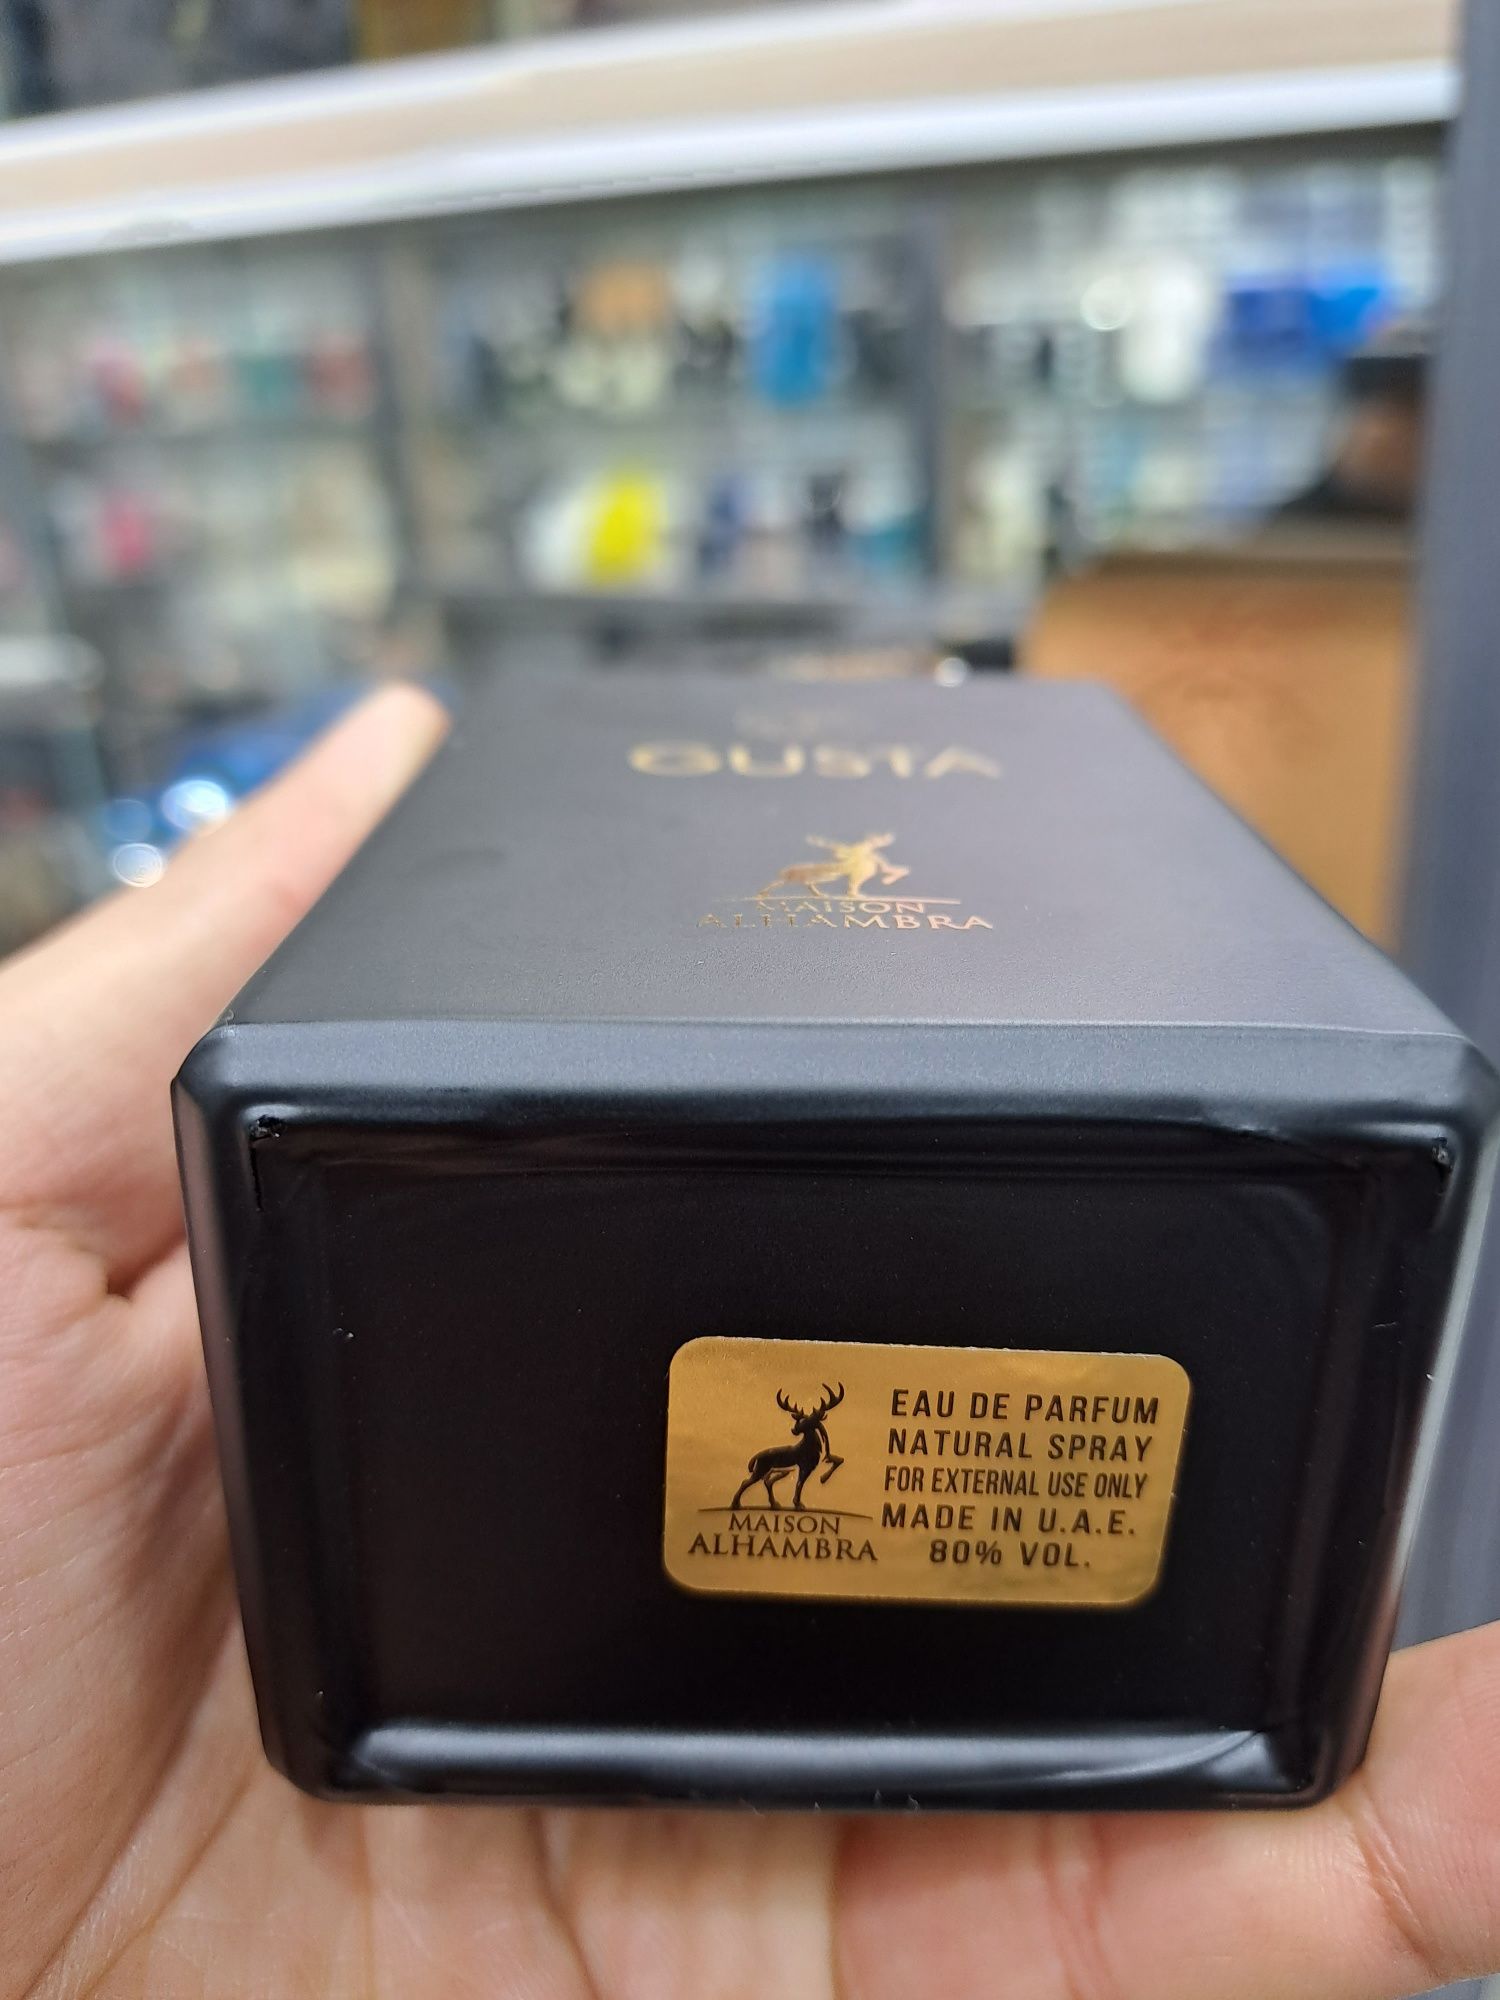 GUSTA
MAISON
ALHAMBRA
MAISON
ALHAMBRA
EAU DE PARFUM
NATURAL SPRAY
FOR EXTERNAL USE ONLY
MADE IN U.A.E.
80% VOL.